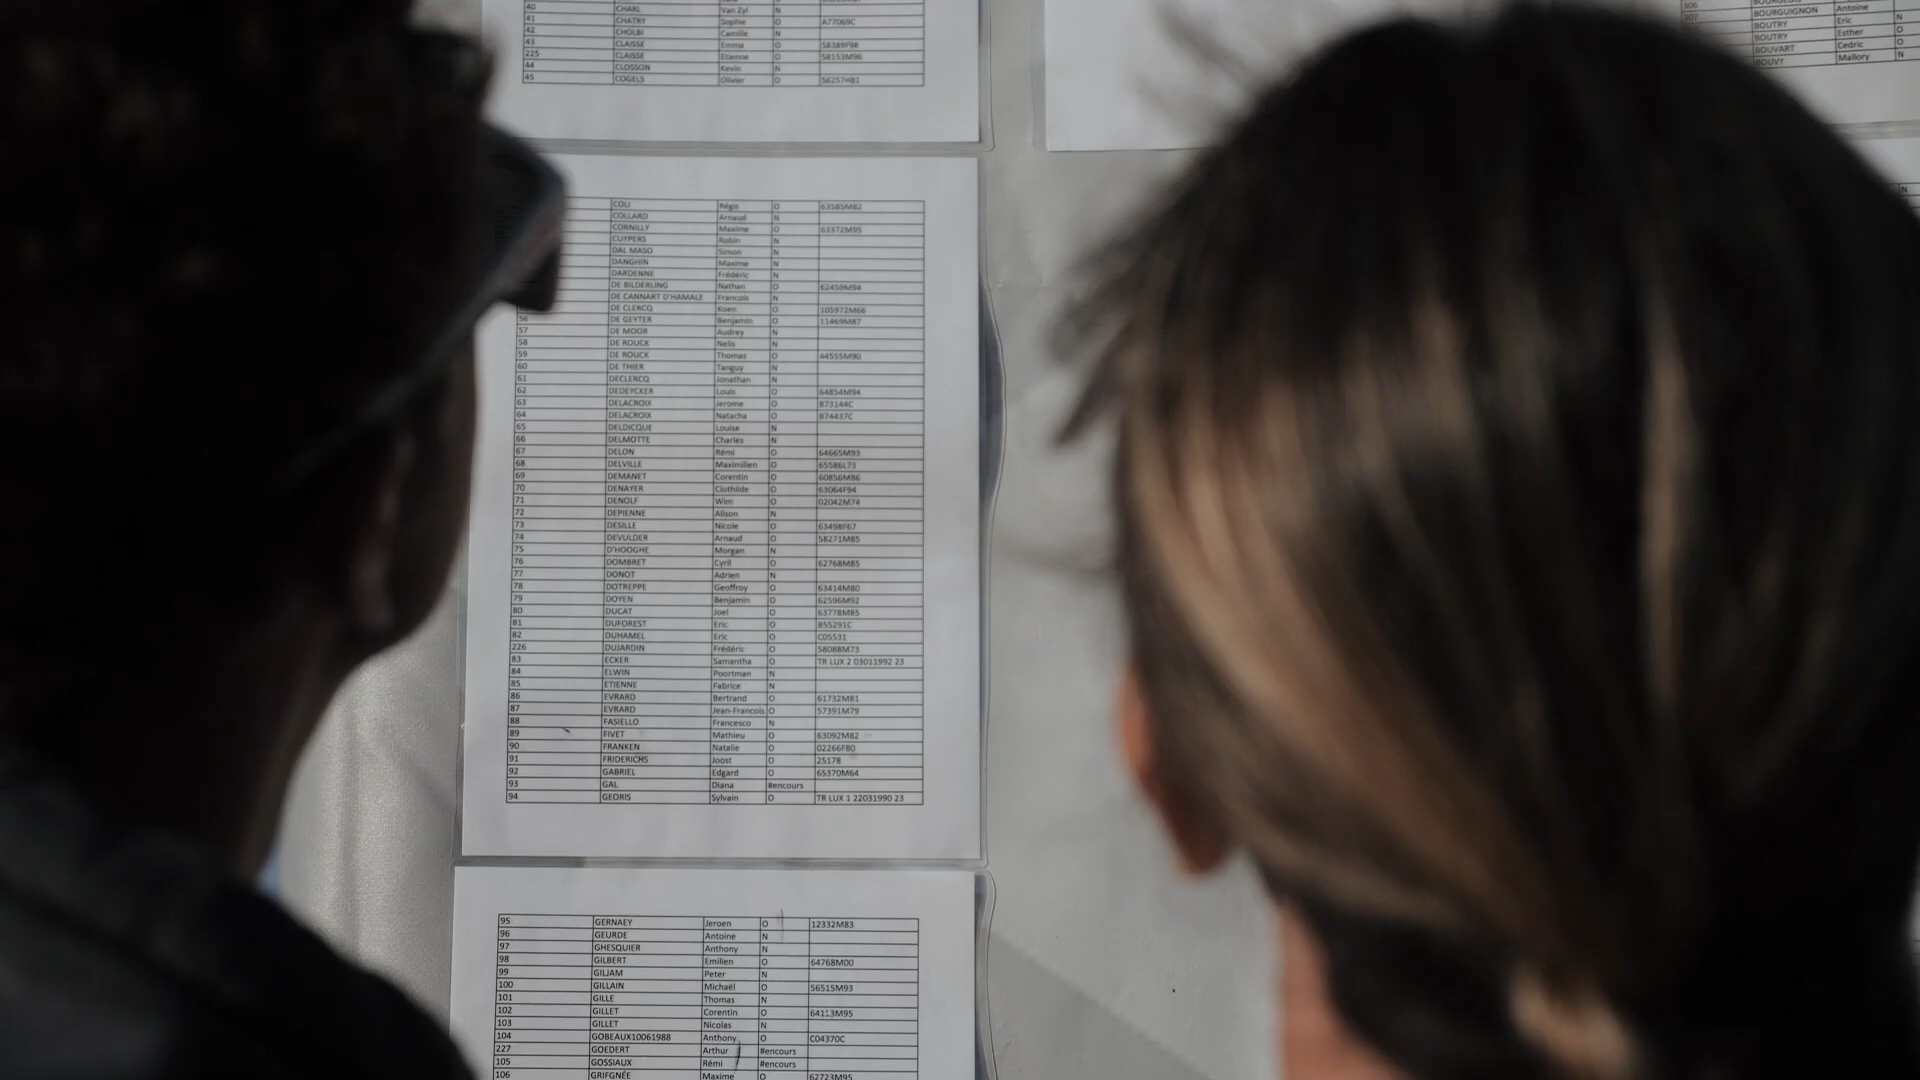 40 CHARL Van Zyl N
41 CHATRY Sophie O A77069C
42 CHOLBI Camille N
43 CLAISSE Emma O 58389F98
225 CLAISSE Etienne O 58153M96
44 CLOSSON Kevin N
45 COGELS Olivier O 56257H81
COLI Régis O 63585M62
COLLARD Arnaud N
CORNILLY Maxime O 63372M95
CUYPERS Robin N
DAL MASO Simon N
DANGHIN Maxime N
DARDENNE Frédéric N
DE BILDERLING Nathan O 62459M94
DE CANNART D'HAMALE Francois N
DE CLERCQ Koen O 105972M66
56 DE GEYTER Benjamin O 11469M87
57 DE MOOR Audrey N
58 DE ROUCK Nelis N
59 DE ROUCK Thomas O 44555M90
60 DE THIER Tanguy N
61 DECLERCQ Jonathan N
62 DEDEYCKER Louis O 64854M94
63 DELACROIX Jerome O B73144C
64 DELACROIX Natacha O B74437C
65 DELDICQUE Louise N
66 DELMOTTE Charles N
67 DELON Rémi O 64665M93
68 DELVILLE Maximilien O 65586L73
69 DEMANET Corentin O 60856M86
70 DENAYER Clothilde O 63064F94
71 DENOLF Wim O 02042M74
72 DEPIENNE Alison N
73 DESILLE Nicole O 63498F67
74 DEVULDER Arnaud O 58271M85
75 D'HOOGHE Morgan N
76 DOMBRET Cyril O 62768M85
77 DONOT Adrien N
78 DOTREPPE Geoffroy O 63414M80
79 DOYEN Benjamin O 62596M92
80 DUCAT Joel O 63778M85
81 DUFOREST Eric O B55291C
82 DUHAMEL Eric O C05531
226 DUJARDIN Frédéric O 58088M73
83 ECKER Samantha O TR LUX 2 03011992 23
84 ELWIN Poortman N
85 ETIENNE Fabrice N
86 EVRARD Bertrand O 61732M81
87 EVRARD Jean-Francois O 57391M79
88 FASIELLO Francesco N
89 FIVET Mathieu O 63092M82
90 FRANKEN Natalie O 02266F80
91 FRIDERICHS Joost O 25178
92 GABRIEL Edgard O 65370M64
93 GAL Diana #encours
94 GEORIS Sylvain O TR LUX 1 22031990 23
95 GERNAEY Jeroen O 12332M83
96 GEURDE Antoine N
97 GHESQUIER Anthony N
98 GILBERT Emilien O 64768M00
99 GILJAM Peter N
100 GILLAIN Michaël O 56515M93
101 GILLE Thomas N
102 GILLET Corentin O 64113M95
103 GILLET Nicolas N
104 GOBEAUX10061988 Anthony O C04370C
227 GOEDERT Arthur #encours
105 GOSSIAUX Rémi #encours
106 GRIFGNÉE Maxime O 62723M95
306
307 BOURGUIGNON Antoine
BOUTRY Eric N
BOUTRY Esther O
BOUVART Cedric O
BOUVY Mallory N
N